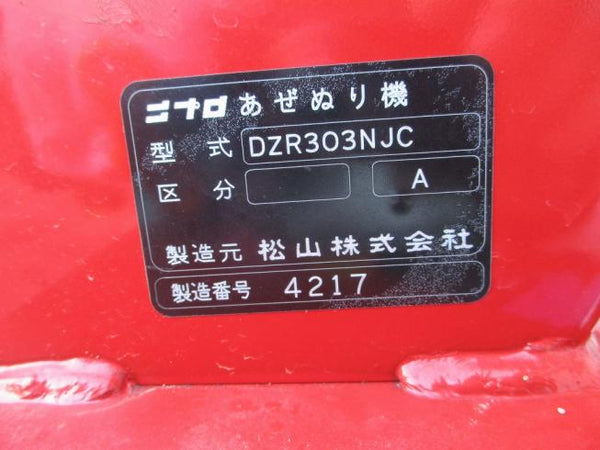 ニプロ あぜぬり機
型式 DZR303NJC
区分 A
製造元 松山株式会社
製造番号 4217